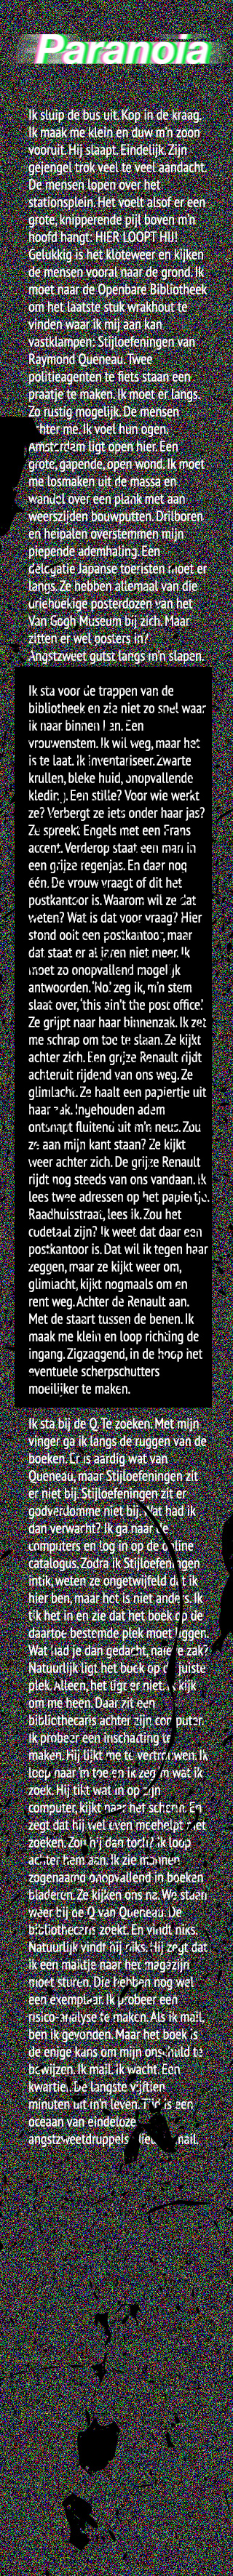 Paranoia
Ik sluip de bus uit. Kop in de kraag.
Ik maak me klein en duw m'n zoon
vooruit. Hij slaapt. Eindelijk. Zijn
gejengel trok veel te veel aandacht.
De mensen lopen over het
stationsplein. Het voelt alsof er een
grote, knipperende pijl boven m'n
hoofd hangt: HIER LOOPT HIJ!
Gelukkig is het kloteweer en kijken
de mensen vooral naar de grond. Ik
moet naar de Openbare Bibliotheek
om het laatste stuk wrakhout te
vinden waar ik mij aan kan
vastklampen: Stijloefeningen van
Raymond Queneau. Twee
politieagenten te fiets staan een
praatje te maken. Ik moet er langs.
Zo rustig mogelijk. De mensen
achter me. Ik voel hun ogen.
Amsterdam ligt open hier. Een
grote, gapende, open wond. Ik moet
me losmaken uit de massa en
wandel over een plank met aan
weerszijden bouwputten. Drilboren
en heipalen overstemmen mijn
piepende ademhaling. Een
delegatie Japanse toeristen moet er
langs. Ze hebben allemaal van die
driehoekige posterdozen van het
Van Gogh Museum bij zich. Maar
zitten er wel posters in?
Angstzweet gutst langs m'n slapen.
Ik sta voor de trappen van de
bibliotheek en zie niet zo snel waar
ik naar binnen kan. Een
vrouwenstem. Ik wil weg, maar het
is te laat. Ik inventariseer. Zwarte
krullen, bleke huid, onopvallende
kleding. Een stille? Voor wie werkt
ze? Verbergt ze iets onder haar jas?
Ze spreekt Engels met een Frans
accent. Verderop staat een man in
een grijze regenjas. En daar nog
één. De vrouw vraagt of dit het
postkantoor is. Waarom wil ze dat
weten? Wat is dat voor vraag? Hier
stond ooit een postkantoor, maar
dat staat er al jaren niet meer. Ik
moet zo onopvallend mogelijk
antwoorden. 'No' zeg ik, m'n stem
slaat over, 'this isn't the post office.'
Ze grijpt naar haar binnenzak. Ik zet
me schrap om toe te slaan. Ze kijkt
achter zich. Een grijze Renault rijdt
achteruit rijdend van ons weg. Ze
glimlacht. Ze haalt een papiertje uit
haar zak. Ingehouden adem
ontsnapt fluitend uit m'n neus. Zou
ze aan mijn kant staan? Ze kijkt
weer achter zich. De grijze Renault
rijdt nog steeds van ons vandaan. Ik
lees twee adressen op het papiertje.
Raadhuisstraat, lees ik. Zou het
codetaal zijn? Ik weet dat daar een
postkantoor is. Dat wil ik tegen haar
zeggen, maar ze kijkt weer om,
glimlacht, kijkt nogmaals om en
rent weg. Achter de Renault aan.
Met de staart tussen de benen. Ik
maak me klein en loop richting de
ingang. Zigzaggend, in de hoop het
eventuele scherpschutters
moeilijker te maken.
Ik sta bij de Q. Te zoeken. Met mijn
vinger ga ik langs de ruggen van de
boeken. Er is aardig wat van
Queneau, maar Stijloefeningen zit
er niet bij. Stijloefeningen zit er
godverdomme niet bij. Wat had ik
dan verwacht? Ik ga naar de
computers en log in op de online
catalogus. Zodra ik Stijloefeningen
intik, weten ze ongetwijfeld dat ik
hier ben, maar het is niet anders. Ik
tik het in en zie dat het boek op de
daartoe bestemde plek moet liggen.
Wat had je dan gedacht, naïeve zak?
Natuurlijk ligt het boek op de juiste
plek. Alleen, het ligt er niet. Ik kijk
om me heen. Daar zit een
bibliothecaris achter zijn computer.
Ik probeer een inschatting te
maken. Hij lijkt me te vertrouwen. Ik
loop naar 'm toe en ik zeg 'm wat ik
zoek. Hij tikt wat in op zijn
computer, kijkt naar het scherm en
zegt dat hij wel even meehelpt met
zoeken. Zou hij dan toch? Ik loop
achter hem aan. Ik zie mannen
zogenaamd onopvallend in boeken
bladeren. Ze kijken ons na. We staan
weer bij de Q van Queneau. De
bibliothecaris zoekt. En vindt niks.
Natuurlijk vindt hij niks. Hij zegt dat
ik een mailtje naar het magazijn
moet sturen. Die hebben nog wel
een exemplaar. Ik probeer een
risico-analyse te maken. Als ik mail,
ben ik gevonden. Maar het boek is
de enige kans om mijn onschuld te
bewijzen. Ik mail. Ik wacht. Een
kwartier. De langste vijftien
minuten uit m'n leven. Het is een
oceaan van eindeloze
angstzweetdruppels. Niets. mail.